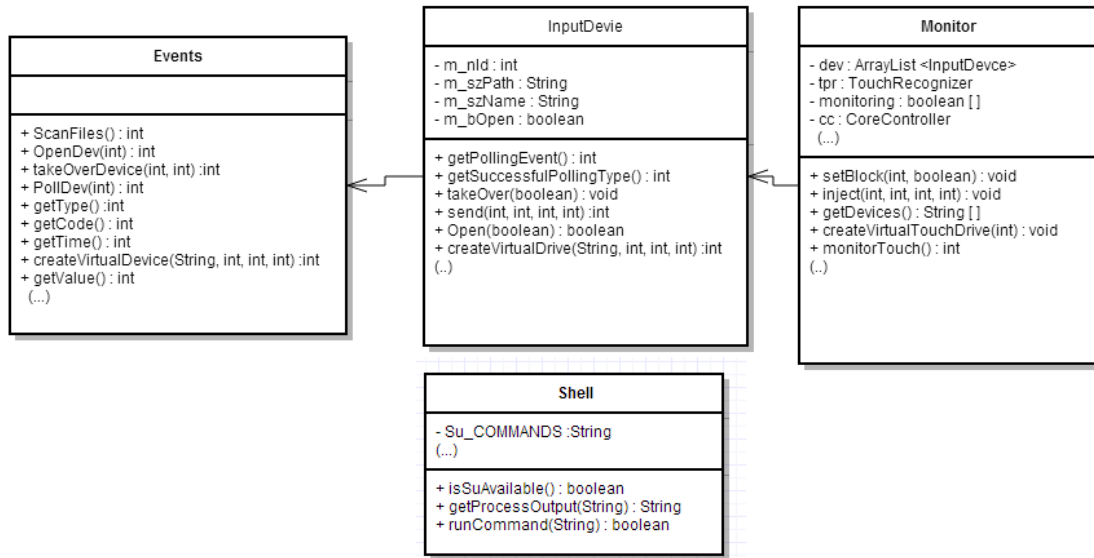 Events
+ ScanFiles() : int
+ OpenDev(int) : int
+ takeOverDevice(int, int) :int
+ PollDev(int) : int
+ getType() :int
+ getCode() : int
+ getTime() : int
+ createVirtualDevice(String, int, int, int) :int
+ getValue() : int
(...)
InputDevie
- m_nId : int
- m_szPath : String
- m_szName : String
- m_bOpen : boolean
+ getPollingEvent() : int
+ getSuccessfulPollingType() : int
+ takeOver(boolean) : void
+ send(int, int, int, int) :int
+ Open(boolean) : boolean
+ createVirtualDrive(String, int, int, int) :int
(..)
Monitor
- dev : ArrayList <InputDevce>
- tpr : TouchRecognizer
- monitoring : boolean [ ]
- cc : CoreController
(...)
+ setBlock(int, boolean) : void
+ inject(int, int, int, int) : void
+ getDevices() : String [ ]
+ createVirtualTouchDrive(int) : void
+ monitorTouch() : int
(..)
Shell
- Su_COMMANDS :String
(...)
+ isSuAvailable() : boolean
+ getProcessOutput(String) : String
+ runCommand(String) : boolean